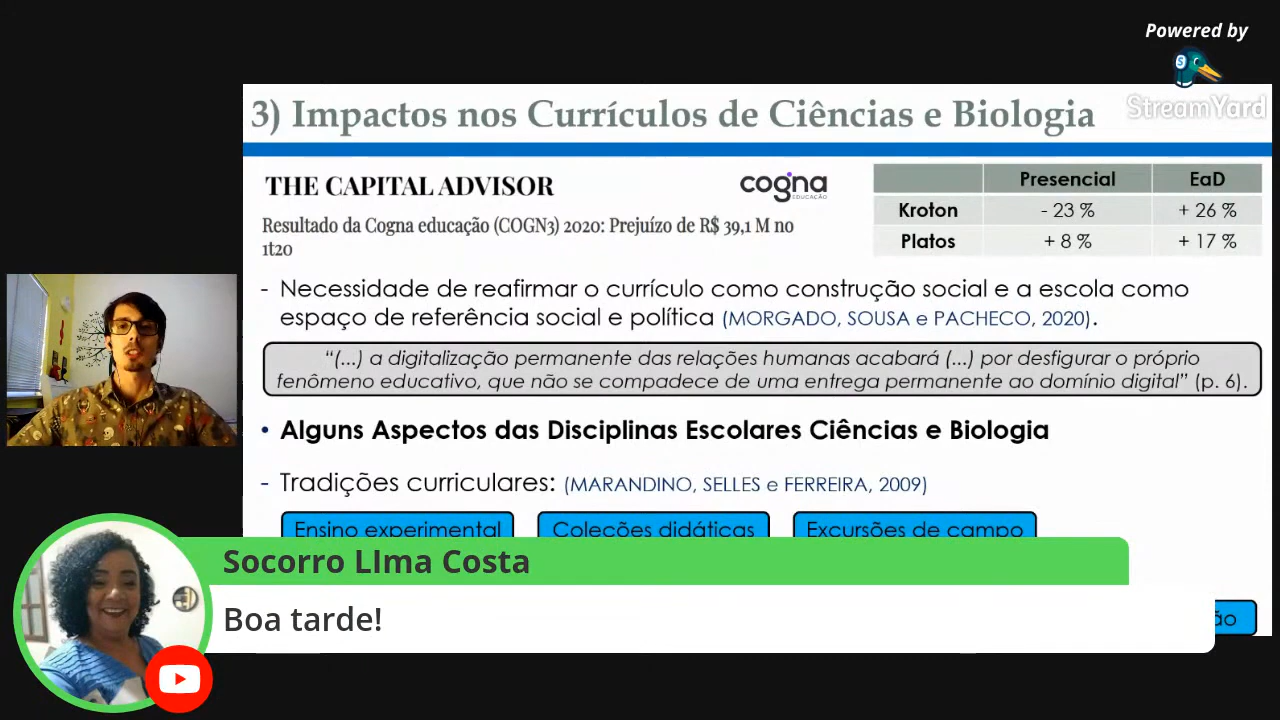 Powered by
StreamYard
3) Impactos nos Currículos de Ciências e Biologia
THE CAPITAL ADVISOR
cogna
EDUCAÇÃO
Resultado da Cogna educação (COGN3) 2020: Prejuízo de R$ 39,1 M no
1t20
Presencial EaD
Kroton - 23 % + 26 %
Platos + 8 % + 17 %
- Necessidade de reafirmar o currículo como construção social e a escola como
espaço de referência social e política (MORGADO, SOUSA e PACHECO, 2020).
“(...) a digitalização permanente das relações humanas acabará (...) por desfigurar o próprio
fenômeno educativo, que não se compadece de uma entrega permanente ao domínio digital” (p. 6).
• Alguns Aspectos das Disciplinas Escolares Ciências e Biologia
- Tradições curriculares: (MARANDINO, SELLES e FERREIRA, 2009)
Ensino experimental Coleções didáticas Excursões de campo
Socorro LIma Costa
Boa tarde!